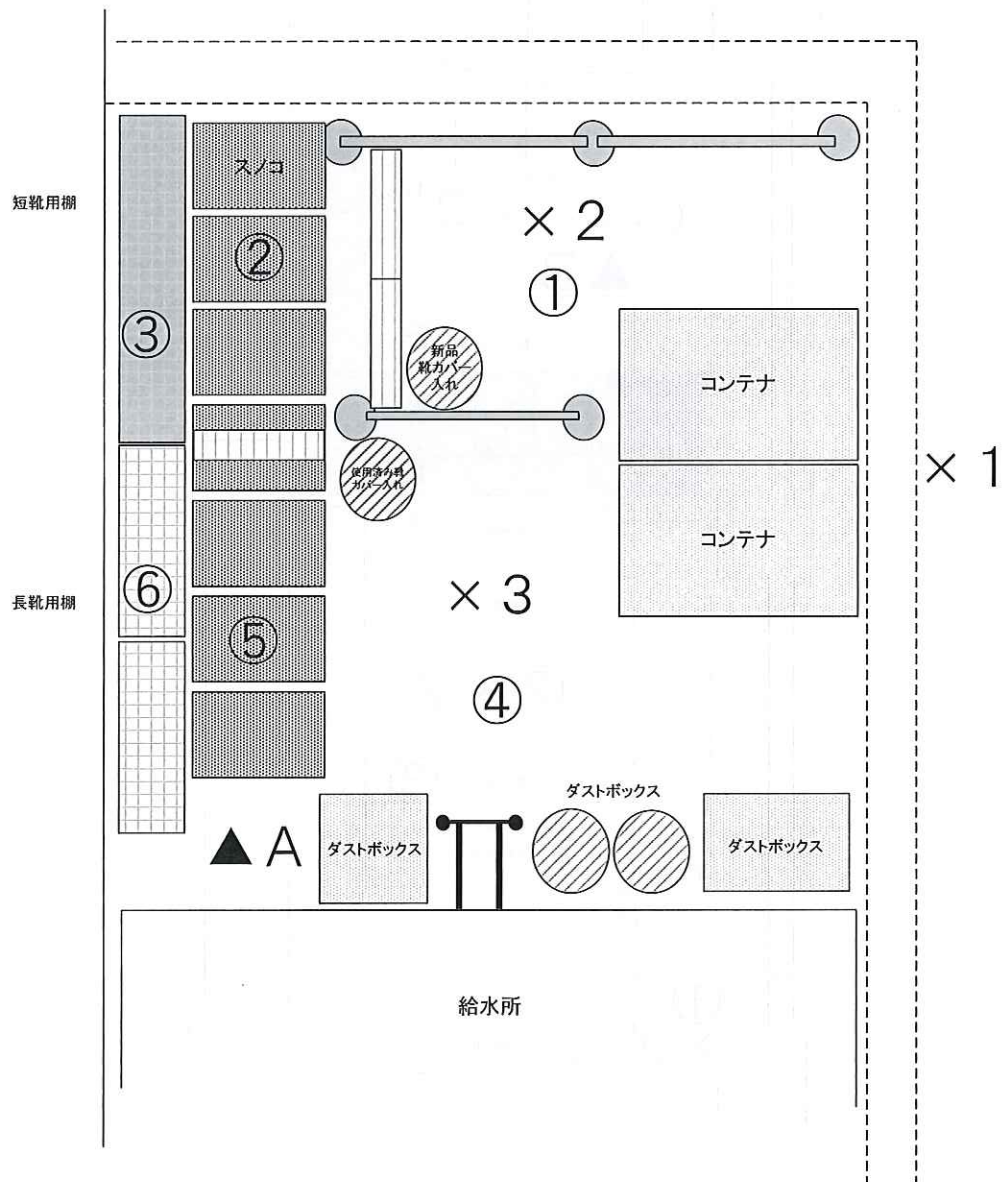 スノコ
短靴用棚
× 2
②
①
③
新品
靴カバー
入れ
コンテナ
× 1
使用済み靴
カバー入れ
コンテナ
⑥
× 3
長靴用棚
⑤
④
ダストボックス
▲ A
ダストボックス
ダストボックス
給水所